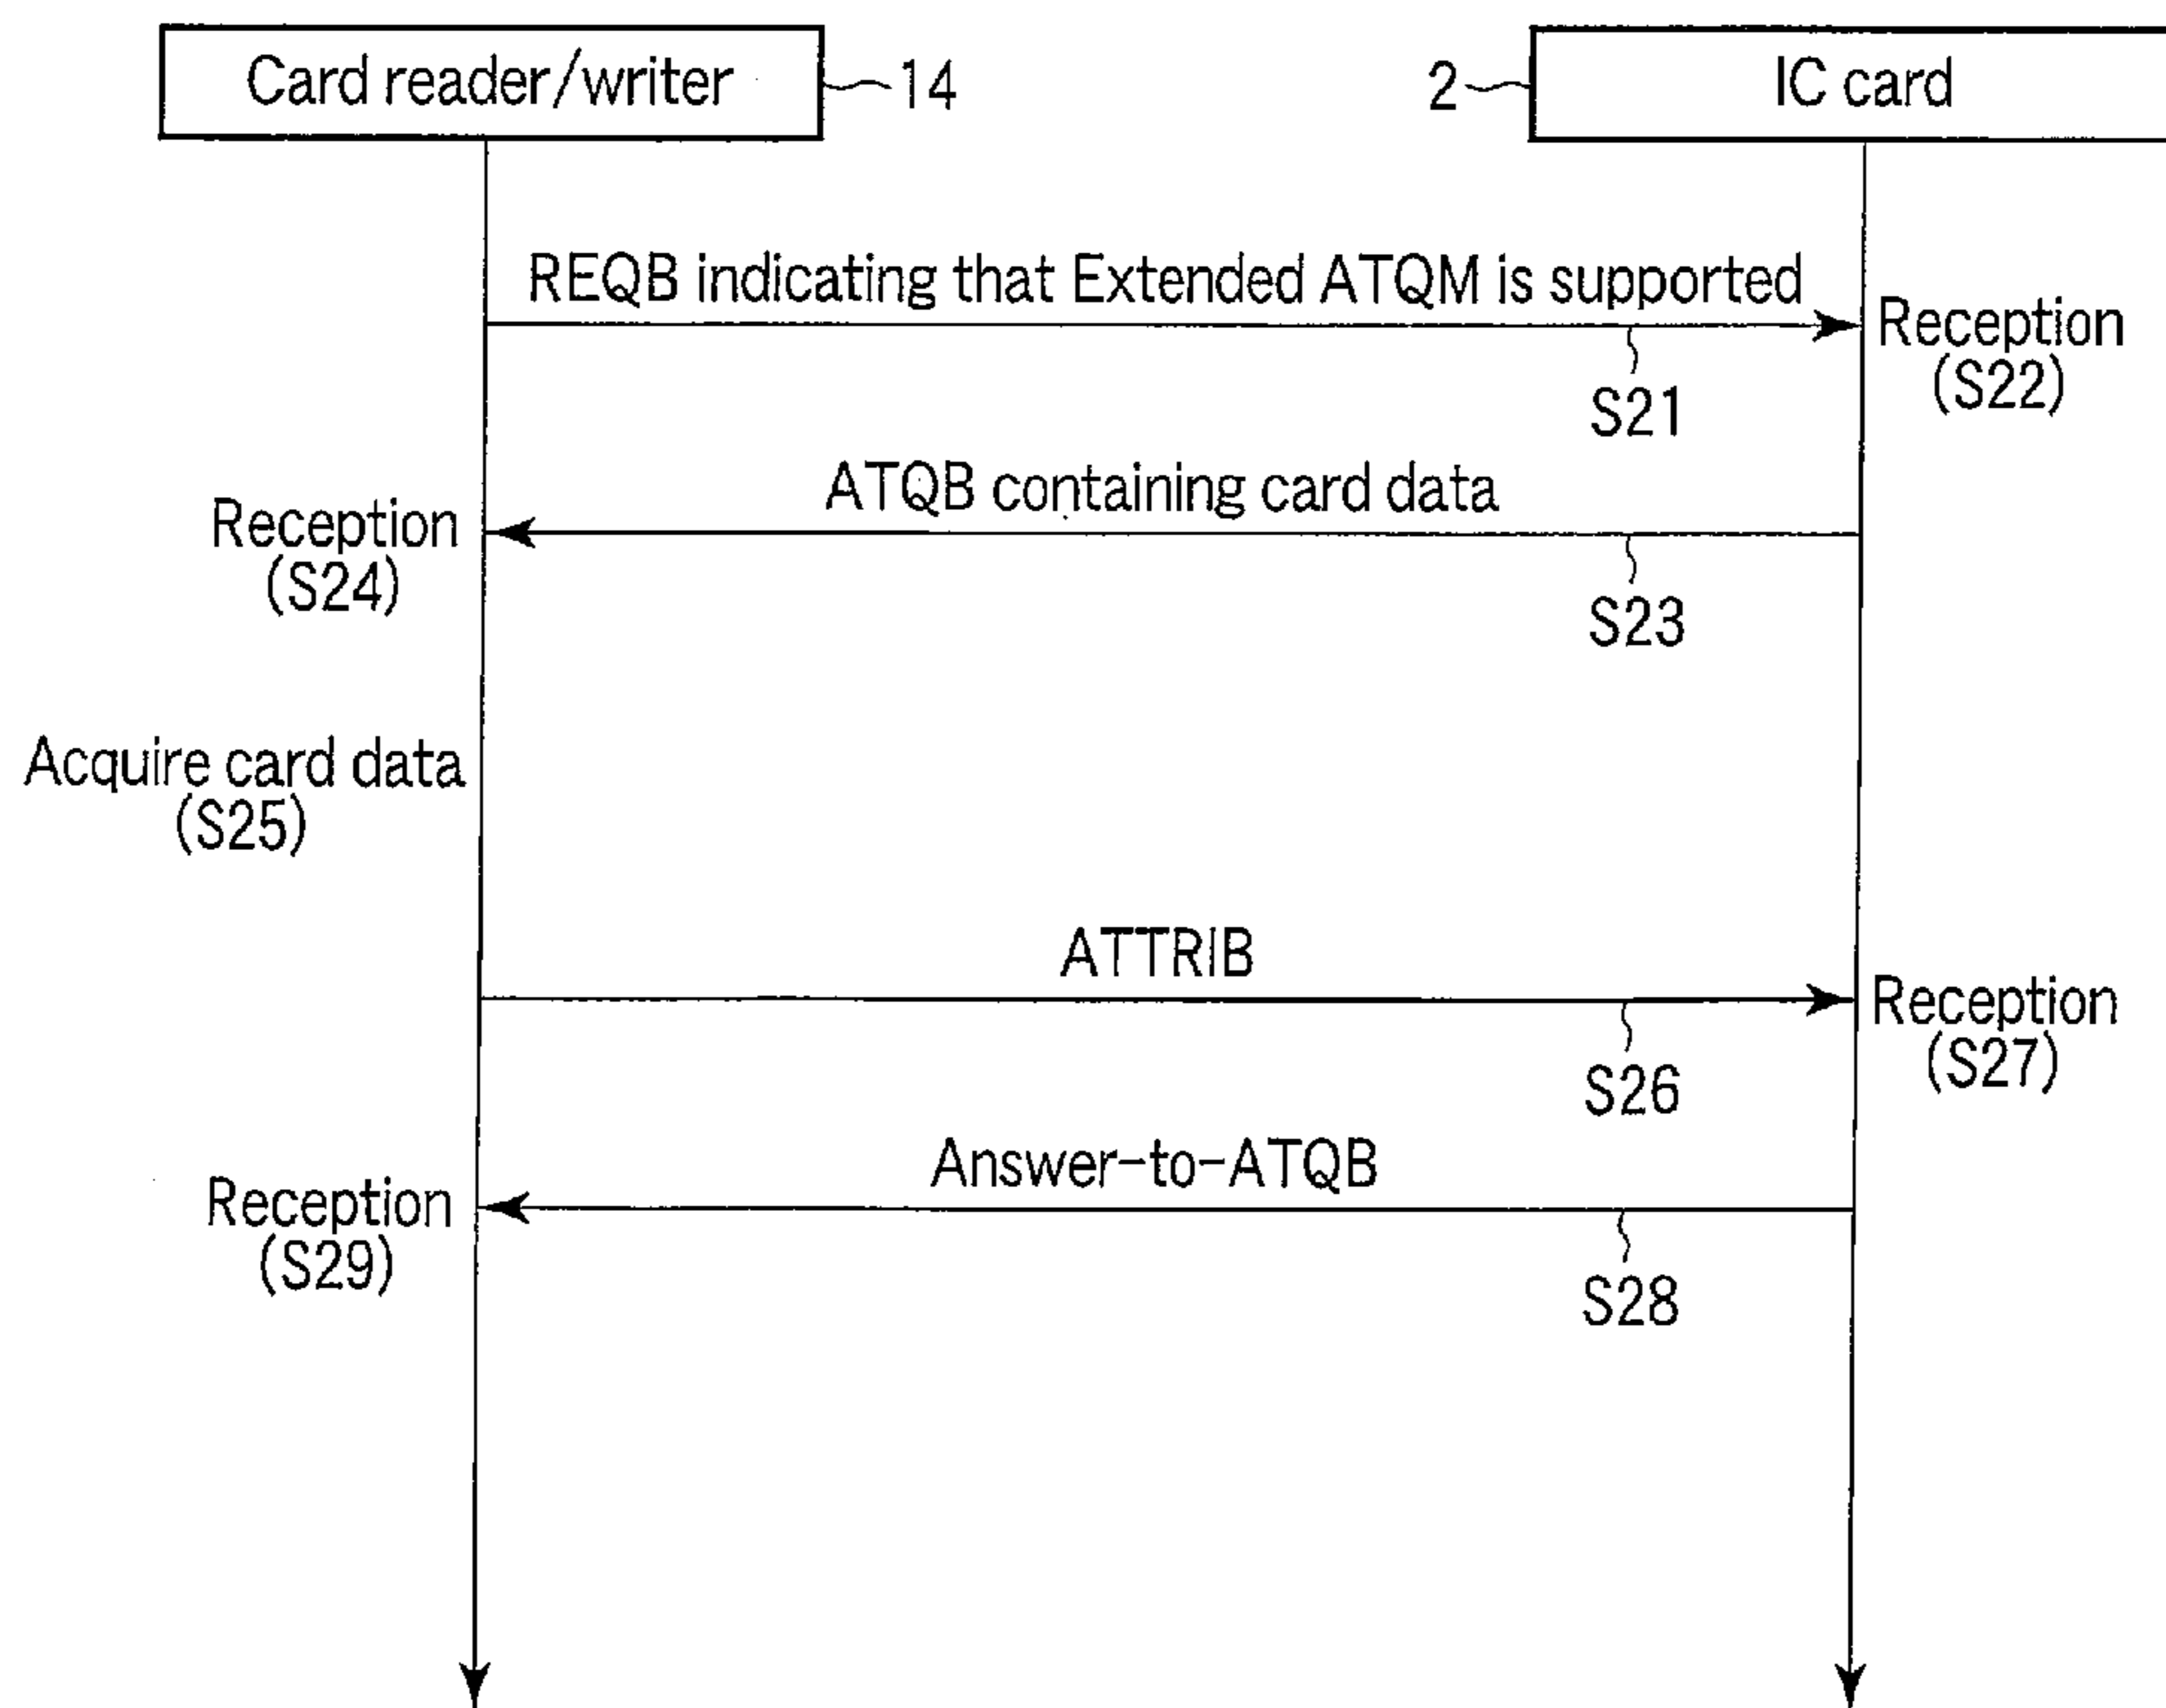 Card reader/writer
14
2
IC card
REQB indicating that Extended ATQM is supported
Reception
(S22)
S21
ATQB containing card data
Reception
(S24)
S23
Acquire card data
(S25)
ATTRIB
Reception
(S27)
S26
Answer-to-ATQB
Reception
(S29)
S28